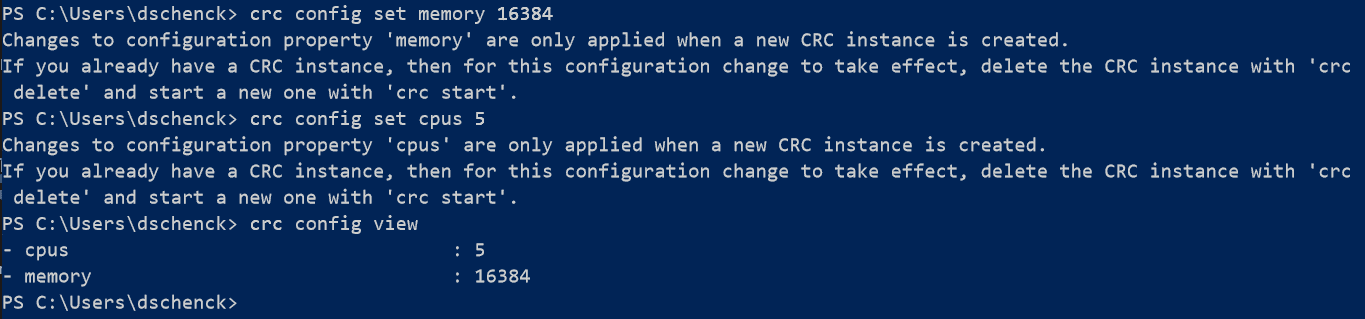 PS C:\Users\dschenck> crc config set memory 16384
Changes to configuration property 'memory' are only applied when a new CRC instance is created.
If you already have a CRC instance, then for this configuration change to take effect, delete the CRC instance with 'crc
 delete' and start a new one with 'crc start'.
PS C:\Users\dschenck> crc config set cpus 5
Changes to configuration property 'cpus' are only applied when a new CRC instance is created.
If you already have a CRC instance, then for this configuration change to take effect, delete the CRC instance with 'crc
 delete' and start a new one with 'crc start'.
PS C:\Users\dschenck> crc config view
- cpus                                  : 5
- memory                                : 16384
PS C:\Users\dschenck>